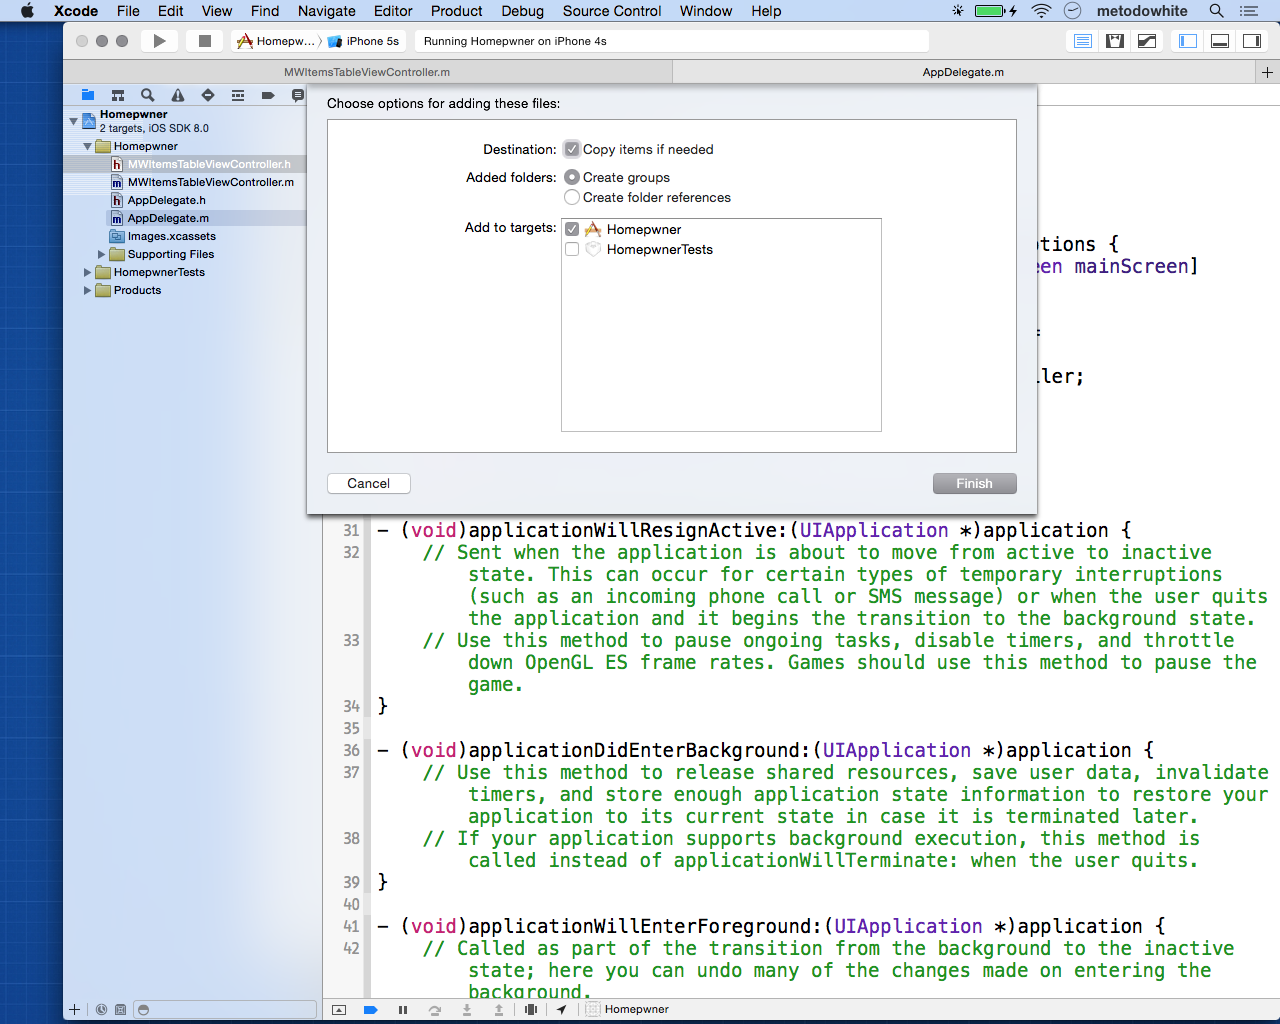 Xcode File Edit View Find Navigate Editor Product Debug Source Control Window Help metodowhite
Homepw... iPhone 5s Running Homepwner on iPhone 4s
MWItemsTableViewController.m AppDelegate.m
Homepwner
2 targets, iOS SDK 8.0
Homepwner
MWItemsTableViewController.h
MWItemsTableViewController.m
AppDelegate.h
AppDelegate.m
Images.xcassets
Supporting Files
HomepwnerTests
Products
Choose options for adding these files:
Destination: Copy items if needed
Added folders: Create groups
Create folder references
Add to targets: Homepwner
HomepwnerTests
Cancel Finish
tions {
en mainScreen]
=
ler;
31 - (void)applicationWillResignActive:(UIApplication *)application {
32 // Sent when the application is about to move from active to inactive
state. This can occur for certain types of temporary interruptions
(such as an incoming phone call or SMS message) or when the user quits
the application and it begins the transition to the background state.
33 // Use this method to pause ongoing tasks, disable timers, and throttle
down OpenGL ES frame rates. Games should use this method to pause the
game.
34 }
35
36 - (void)applicationDidEnterBackground:(UIApplication *)application {
37 // Use this method to release shared resources, save user data, invalidate
timers, and store enough application state information to restore your
application to its current state in case it is terminated later.
38 // If your application supports background execution, this method is
called instead of applicationWillTerminate: when the user quits.
39 }
40
41 - (void)applicationWillEnterForeground:(UIApplication *)application {
42 // Called as part of the transition from the background to the inactive
state; here you can undo many of the changes made on entering the
background.
Homepwner